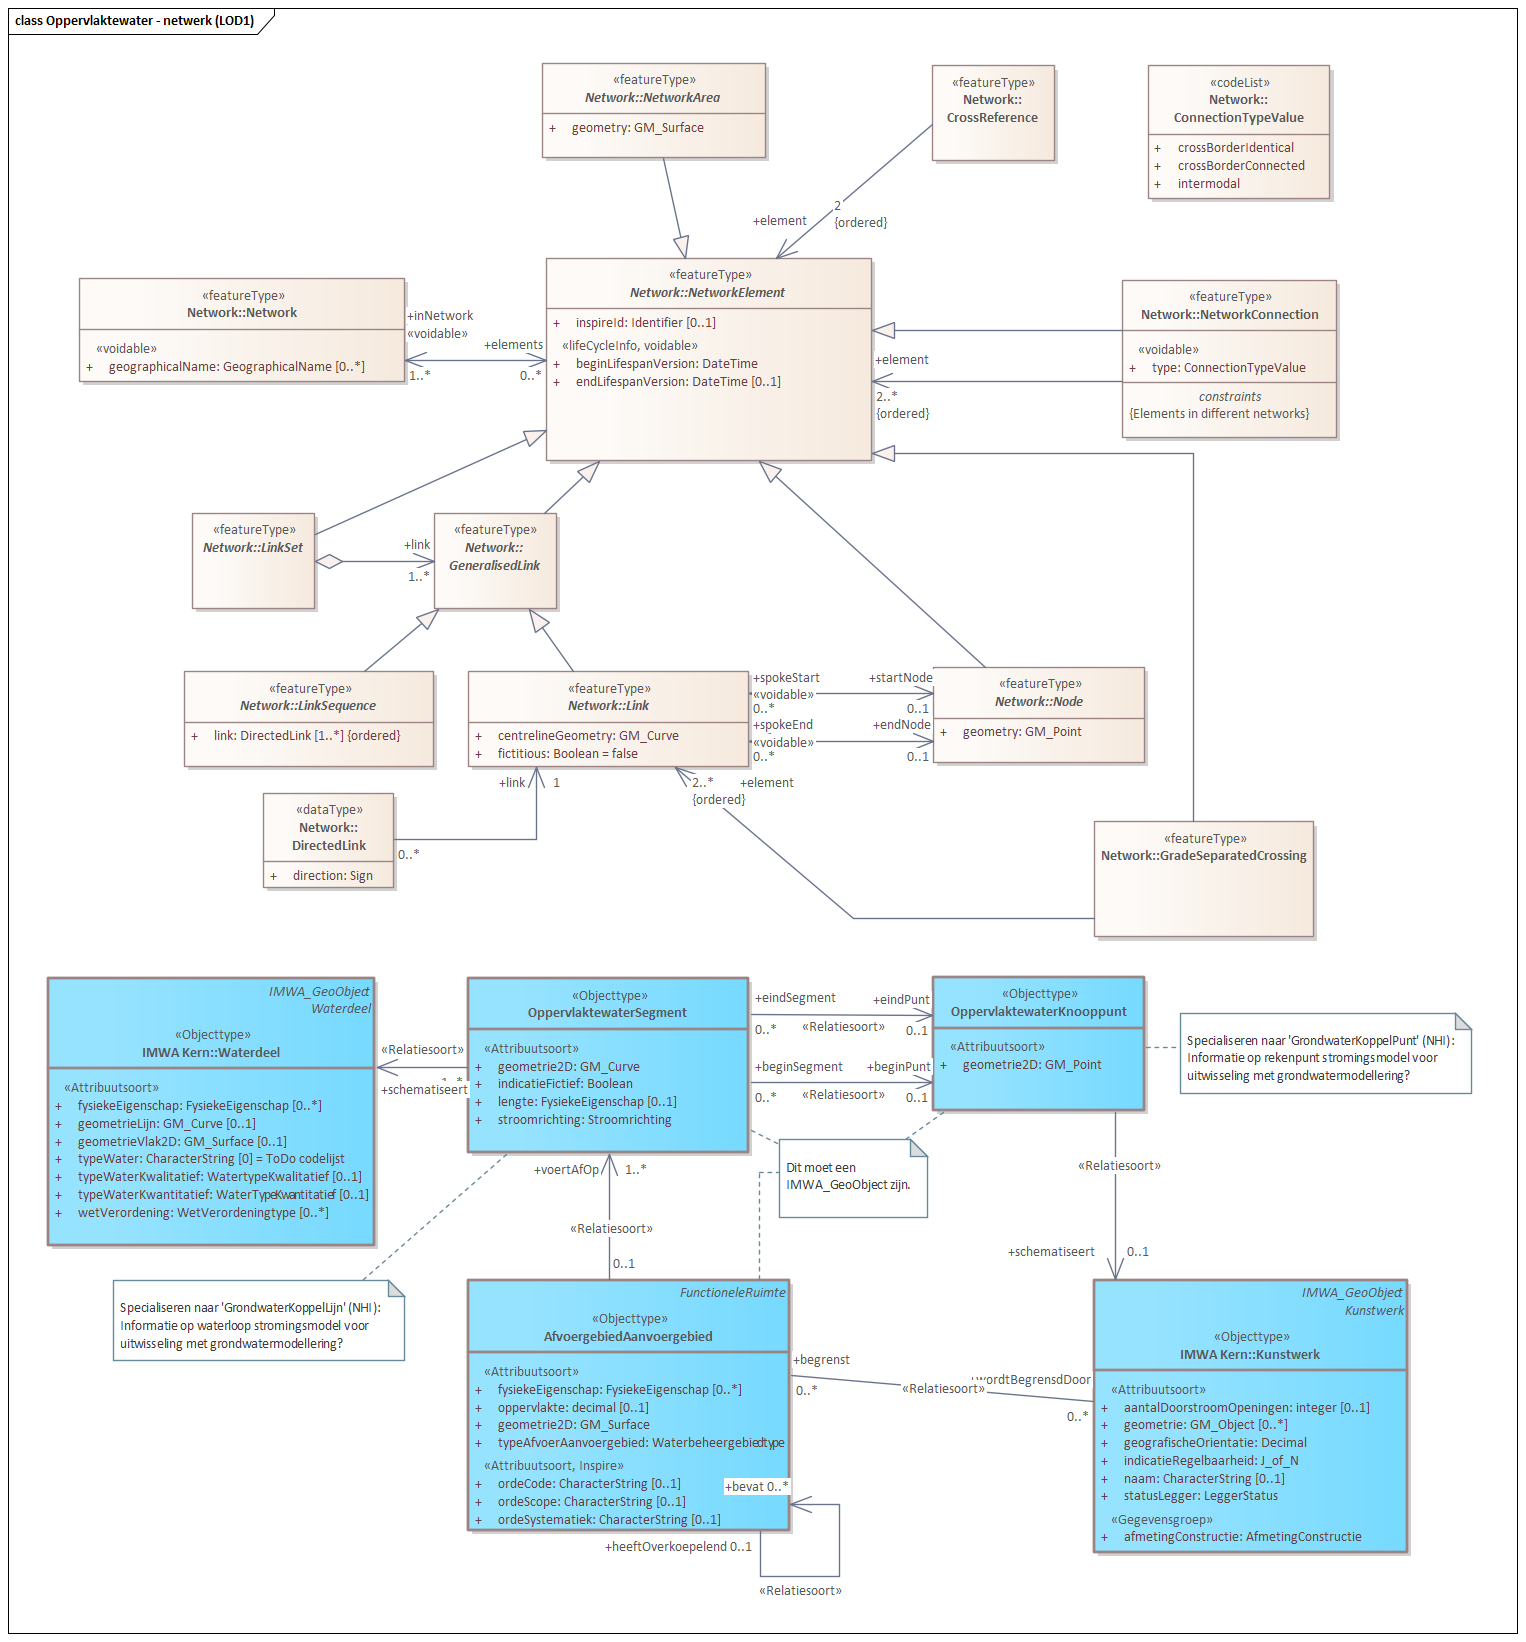 class Oppervlaktewater - netwerk (LOD1)
«featureType»
Network::NetworkArea
+ geometry: GM_Surface
«featureType»
Network::
CrossReference
«codeList»
Network::
ConnectionTypeValue
+ crossBorderIdentical
+ crossBorderConnected
+ intermodal
2
+element
{ordered}
«featureType»
Network::Network
«voidable»
+ geographicalName: GeographicalName [0..*]
+inNetwork
«voidable»
+elements
1..*
0..*
«featureType»
Network::NetworkElement
+ inspireId: Identifier [0..1]
«lifeCycleInfo, voidable»
+ beginLifespanVersion: DateTime
+ endLifespanVersion: DateTime [0..1]
+element
2..*
{ordered}
«featureType»
Network::NetworkConnection
«voidable»
+ type: ConnectionTypeValue
constraints
{Elements in different networks}
«featureType»
Network::LinkSet
+link
1..*
«featureType»
Network::
GeneralisedLink
«featureType»
Network::LinkSequence
+ link: DirectedLink [1..*] {ordered}
«featureType»
Network::Link
+ centrelineGeometry: GM_Curve
+ fictitious: Boolean = false
+spokeStart
«voidable»
0..*
+startNode
0..1
+spokeEnd
«voidable»
0..*
+endNode
0..1
«featureType»
Network::Node
+ geometry: GM_Point
+link
1
2..*
+element
{ordered}
«dataType»
Network::
DirectedLink
+ direction: Sign
0..*
«featureType»
Network::GradeSeparatedCrossing
IMWA_GeoObject
Waterdeel
«Objecttype»
IMWA Kern::Waterdeel
«Attribuutsoort»
+ fysiekeEigenschap: FysiekeEigenschap [0..*]
+ geometrieLijn: GM_Curve [0..1]
+ geometrieVlak2D: GM_Surface [0..1]
+ typeWater: CharacterString [0] = ToDo codelijst
+ typeWaterKwalitatief: WatertypeKwalitatief [0..1]
+ typeWaterKwantitatief: WaterTypeKwantitatief [0..1]
+ wetVerordening: WetVerordeningtype [0..*]
«Relatiesoort»
+schematiseert
«Objecttype»
OppervlaktewaterSegment
«Attribuutsoort»
+ geometrie2D: GM_Curve
+ indicatieFictief: Boolean
+ lengte: FysiekeEigenschap [0..1]
+ stroomrichting: Stroomrichting
+eindSegment
0..*
«Relatiesoort»
+eindPunt
0..1
+beginSegment
0..*
«Relatiesoort»
+beginPunt
0..1
«Objecttype»
OppervlaktewaterKnooppunt
«Attribuutsoort»
+ geometrie2D: GM_Point
Specialiseren naar 'GrondwaterKoppelPunt' (NHI):
Informatie op rekenpunt stromingsmodel voor
uitwisseling met grondwatermodellering?
Dit moet een
IMWA_GeoObject zijn.
+voertAfOp
1..*
«Relatiesoort»
0..1
«Relatiesoort»
+schematiseert
0..1
Specialiseren naar 'GrondwaterKoppelLijn' (NHI):
Informatie op waterloop stromingsmodel voor
uitwisseling met grondwatermodellering?
FunctioneleRuimte
«Objecttype»
AfvoergebiedAanvoergebied
«Attribuutsoort»
+ fysiekeEigenschap: FysiekeEigenschap [0..*]
+ oppervlakte: decimal [0..1]
+ geometrie2D: GM_Surface
+ typeAfvoerAanvoergebied: Waterbeheergebiedtype
«Attribuutsoort, Inspire»
+ ordeCode: CharacterString [0..1]
+ ordeScope: CharacterString [0..1]
+ ordeSystematiek: CharacterString [0..1]
+begrenst
0..*
«Relatiesoort»
wordtBegrensdDoor
0..*
+bevat 0..*
+heeftOverkoepelend 0..1
«Relatiesoort»
IMWA_GeoObject
Kunstwerk
«Objecttype»
IMWA Kern::Kunstwerk
«Attribuutsoort»
+ aantalDoorstroomOpeningen: integer [0..1]
+ geometrie: GM_Object [0..*]
+ geografischeOrientatie: Decimal
+ indicatieRegelbaarheid: J_of_N
+ naam: CharacterString [0..1]
+ statusLegger: LeggerStatus
«Gegevensgroep»
+ afmetingConstructie: AfmetingConstructie